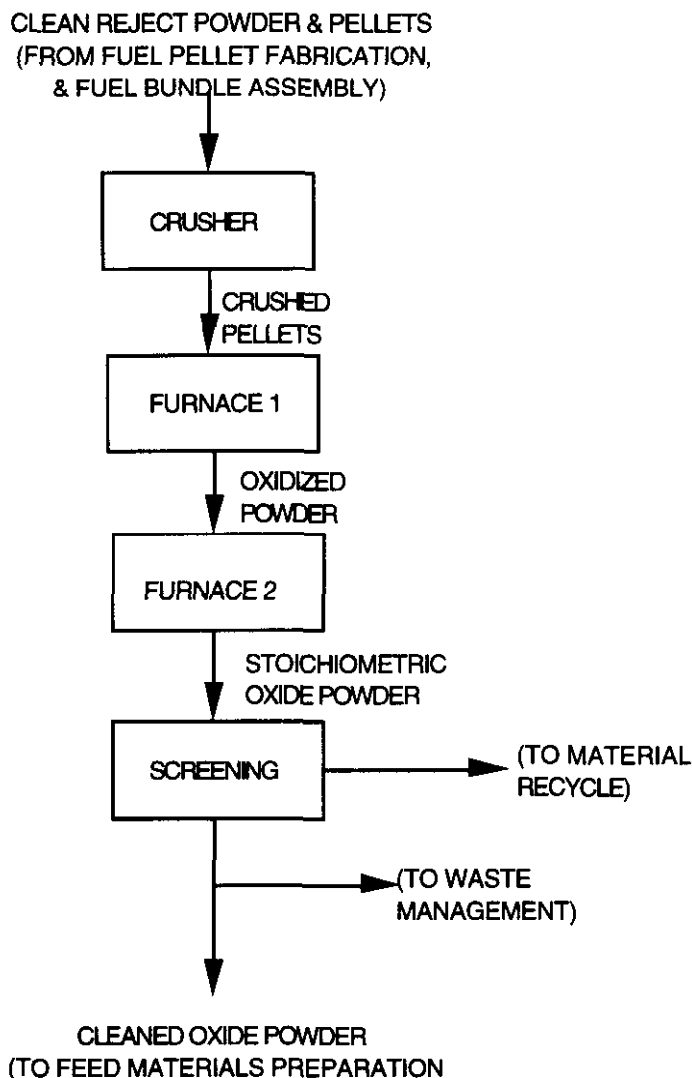 CLEAN REJECT POWDER & PELLETS
(FROM FUEL PELLET FABRICATION,
& FUEL BUNDLE ASSEMBLY)
CRUSHER
CRUSHED
PELLETS
FURNACE 1
OXIDIZED
POWDER
FURNACE 2
STOICHIOMETRIC
OXIDE POWDER
SCREENING
(TO MATERIAL
RECYCLE)
(TO WASTE
MANAGEMENT)
CLEANED OXIDE POWDER
(TO FEED MATERIALS PREPARATION